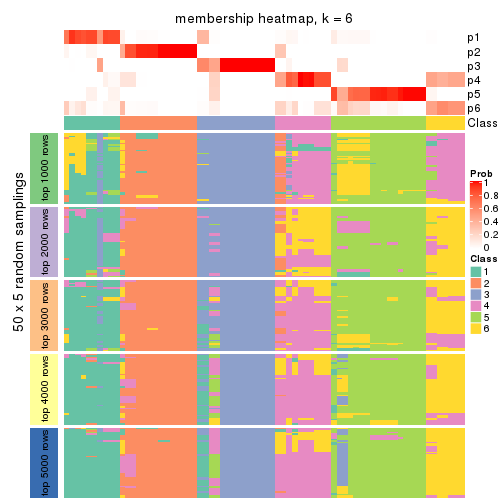 membership heatmap, k = 6
p1
p2
p3
p4
p5
p6
Class
50 x 5 random samplings
top 1000 rows
top 2000 rows
top 3000 rows
top 4000 rows
top 5000 rows
Prob
1
0.8
0.6
0.4
0.2
0
Class
1
2
3
4
5
6